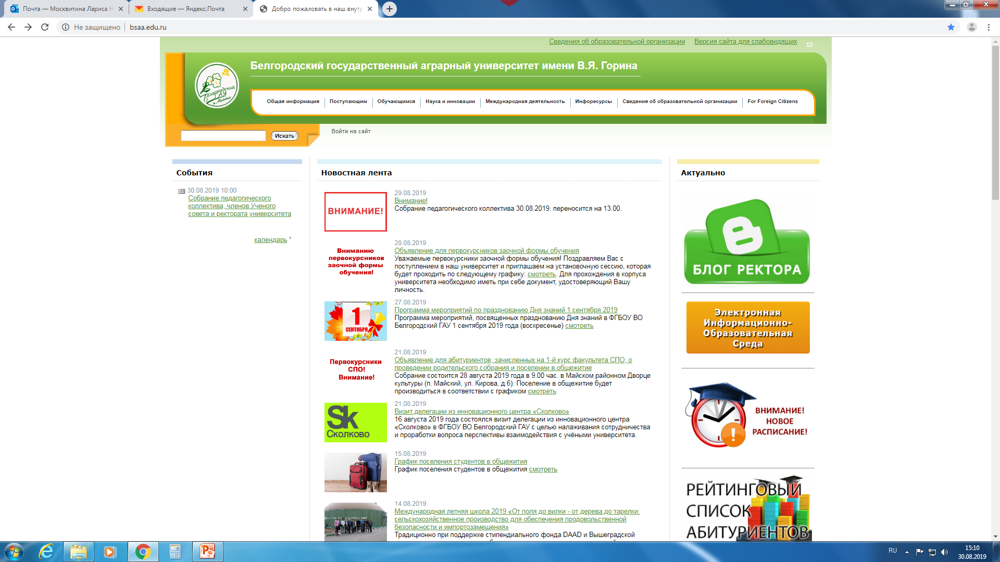 Почта — Москвитина Лариса Н
Входящие — Яндекс.Почта
Добро пожаловать в наш внутр
Не защищено
bsaa.edu.ru
Сведения об образовательной организации
Версия сайта для слабовидящих
Белгородский государственный аграрный университет имени В.Я. Горина
Белгородский
ГАУ
Общая информация
Поступающим
Обучающимся
Наука и инновации
Международная деятельность
Инфоресурсы
Сведения об образовательной организации
For Foreign Citizens
Искать
Войти на сайт
События
30.08.2019 10:00
Собрание педагогического
коллектива, членов Ученого
совета и ректората университета
календарь
Новостная лента
ВНИМАНИЕ!
29.08.2019
Внимание!
Собрание педагогического коллектива 30.08.2019. переносится на 13.00.
Вниманию
первокурсников
заочной формы
обучения!
28.08.2019
Объявление для первокурсников заочной формы обучения
Уважаемые первокурсники заочной формы обучения! Поздравляем Вас с
поступлением в наш университет и приглашаем на установочную сессию, которая
будет проходить по следующему графику: смотреть. Для прохождения в корпуса
университета необходимо иметь при себе документ, удостоверяющий Вашу
личность.
1
СЕНТЯБРЯ
27.08.2019
Программа мероприятий по празднованию Дня знаний 1 сентября 2019
Программа мероприятий, посвященных празднованию Дня знаний в ФГБОУ ВО
Белгородский ГАУ 1 сентября 2019 года (воскресенье) смотреть
Первокурсники
СПО!
Внимание!
21.08.2019
Объявление для абитуриентов, зачисленных на 1-й курс факультета СПО, о
проведении родительского собрания и поселении в общежитие
Собрание состоится 28 августа 2019 года в 9.00 час. в Майском районном Дворце
культуры (п. Майский, ул. Кирова, д.6). Поселение в общежитие будет
производиться в соответствии с графиком смотреть
Sk
Сколково
21.08.2019
Визит делегации из инновационного центра «Сколково»
16 августа 2019 года состоялся визит делегации из инновационного центра
«Сколково» в ФГБОУ ВО Белгородский ГАУ с целью налаживания сотрудничества
и проработки вопроса перспективы взаимодействия с учёными университета.
15.08.2019
График поселения студентов в общежития
График поселения студентов в общежития смотреть
14.08.2019
Международная летняя школа 2019 «От поля до вилки - от дерева до тарелки:
сельскохозяйственное производство для обеспечения продовольственной
безопасности и импортозамещения»
Традиционно при поддержке стипендиального фонда DAAD и Вышеградской
Актуально
БЛОГ РЕКТОРА
Электронная
Информационно-
Образовательная
Среда
ВНИМАНИЕ!
НОВОЕ
РАСПИСАНИЕ!
РЕЙТИНГОВЫЙ
СПИСОК
АБИТУРИЕНТОВ
RU
15:10
30.08.2019